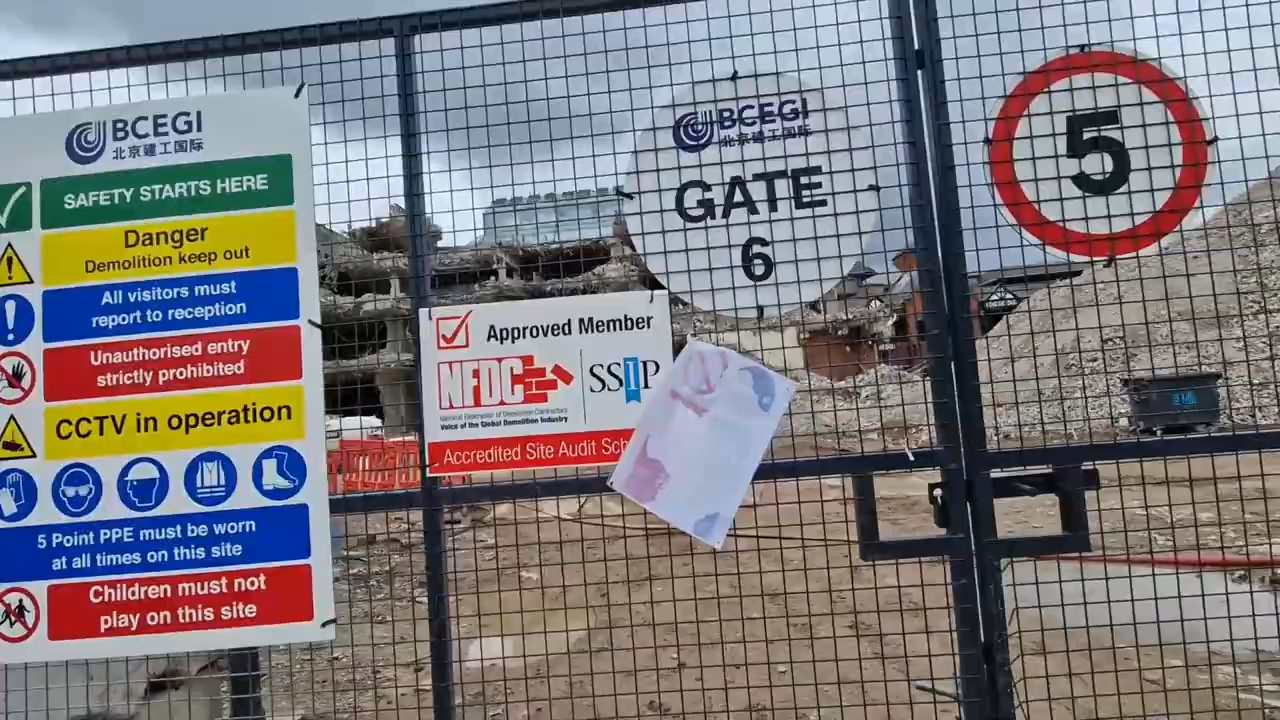 BCEGI
北京建工国际
SAFETY STARTS HERE
Danger
Demolition keep out
All visitors must
report to reception
Unauthorised entry
strictly prohibited
CCTV in operation
5 Point PPE must be worn
at all times on this site
Children must not
play on this site
Approved Member
NFDC
SSIP
National Federation of Demolition Contractors
Voice of the Global Demolition Industry
Accredited Site Audit Sch
BCEGI
北京建工国际
GATE
6
5